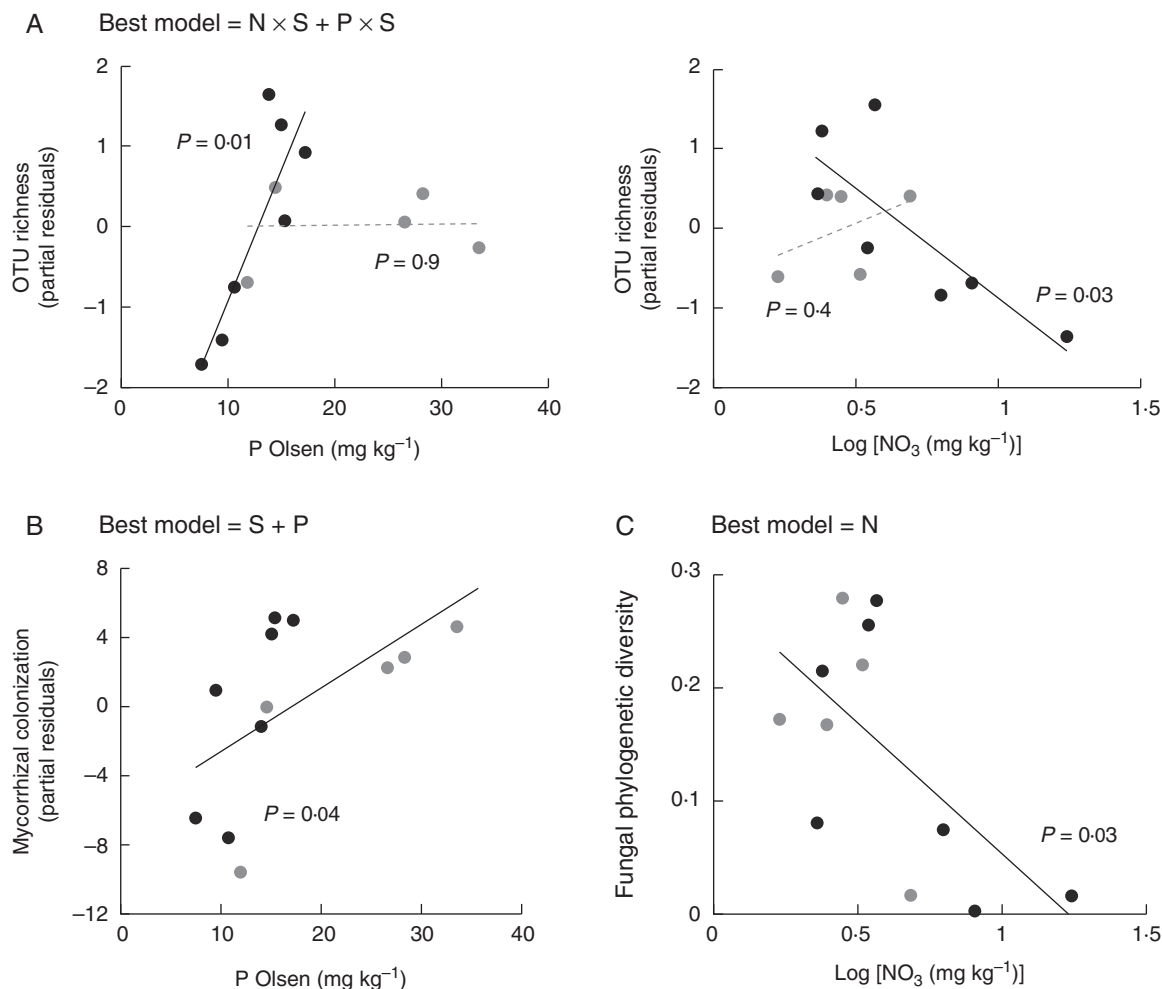 A Best model = N × S + P × S
2
1
0
−1
−2
OTU richness
(partial residuals)
P = 0·01
P = 0·9
0 10 20 30 40
P Olsen (mg kg⁻¹)
2
1
0
−1
−2
OTU richness
(partial residuals)
P = 0·4
P = 0·03
0 0·5 1 1·5
Log [NO₃ (mg kg⁻¹)]
B Best model = S + P
8
4
0
−4
−8
−12
Mycorrhizal colonization
(partial residuals)
P = 0·04
0 10 20 30 40
P Olsen (mg kg⁻¹)
C Best model = N
0·3
0·2
0·1
0
Fungal phylogenetic diversity
P = 0·03
0 0·5 1 1·5
Log [NO₃ (mg kg⁻¹)]